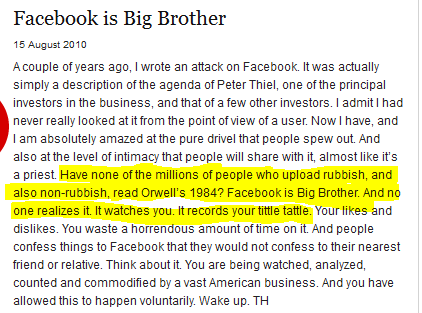 Facebook is Big Brother
15 August 2010
A couple of years ago, I wrote an attack on Facebook. It was actually
simply a description of the agenda of Peter Thiel, one of the principal
investors in the business, and that of a few other investors. I admit I had
never really looked at it from the point of view of a user. Now I have, and
I am absolutely amazed at the pure drivel that people spew out. And
also at the level of intimacy that people will share with it, almost like it's
a priest. Have none of the millions of people who upload rubbish, and
also non-rubbish, read Orwell's 1984? Facebook is Big Brother. And no
one realizes it. It watches you. It records your tittle tattle. Your likes and
dislikes. You waste a horrendous amount of time on it. And people
confess things to Facebook that they would not confess to their nearest
friend or relative. Think about it. You are being watched, analyzed,
counted and commodified by a vast American business. And you have
allowed this to happen voluntarily. Wake up. TH